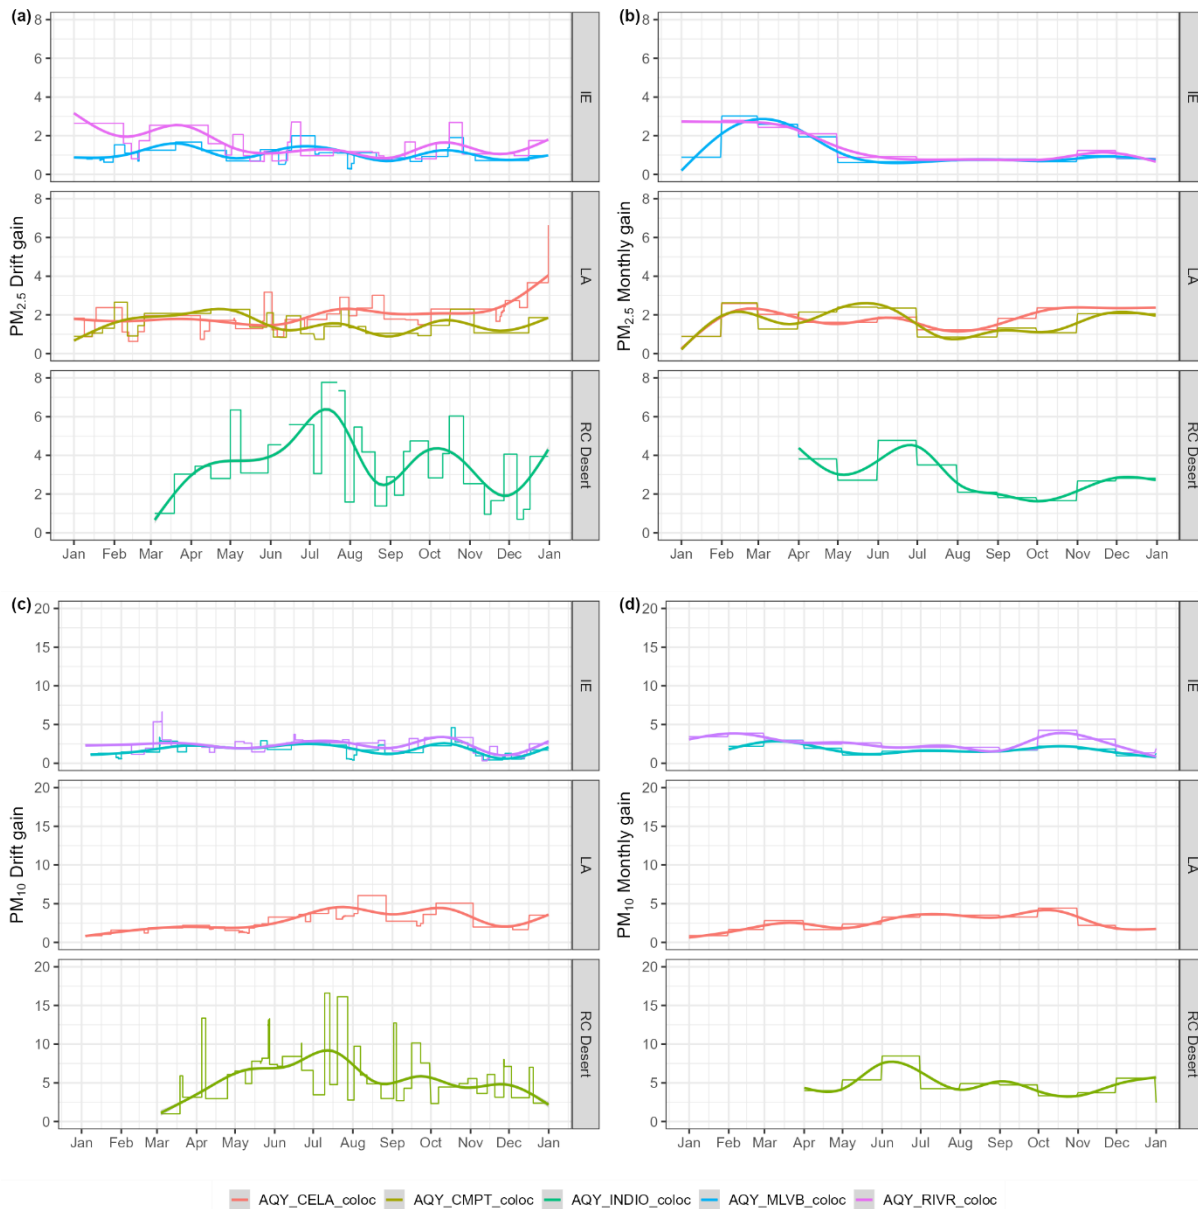 (a)
8
6
4
2
0
IE
8
6
4
2
0
LA
8
6
4
2
0
RC Desert
PM2.5 Drift gain
Jan Feb Mar Apr May Jun Jul Aug Sep Oct Nov Dec Jan
(b)
8
6
4
2
0
IE
8
6
4
2
0
LA
8
6
4
2
0
RC Desert
PM2.5 Monthly gain
Jan Feb Mar Apr May Jun Jul Aug Sep Oct Nov Dec Jan
(c)
20
15
10
5
0
IE
20
15
10
5
0
LA
20
15
10
5
0
RC Desert
PM10 Drift gain
Jan Feb Mar Apr May Jun Jul Aug Sep Oct Nov Dec Jan
(d)
20
15
10
5
0
IE
20
15
10
5
0
LA
20
15
10
5
0
RC Desert
PM10 Monthly gain
Jan Feb Mar Apr May Jun Jul Aug Sep Oct Nov Dec Jan
AQY_CELA_coloc AQY_CMPT_coloc AQY_INDIO_coloc AQY_MLVB_coloc AQY_RIVR_coloc